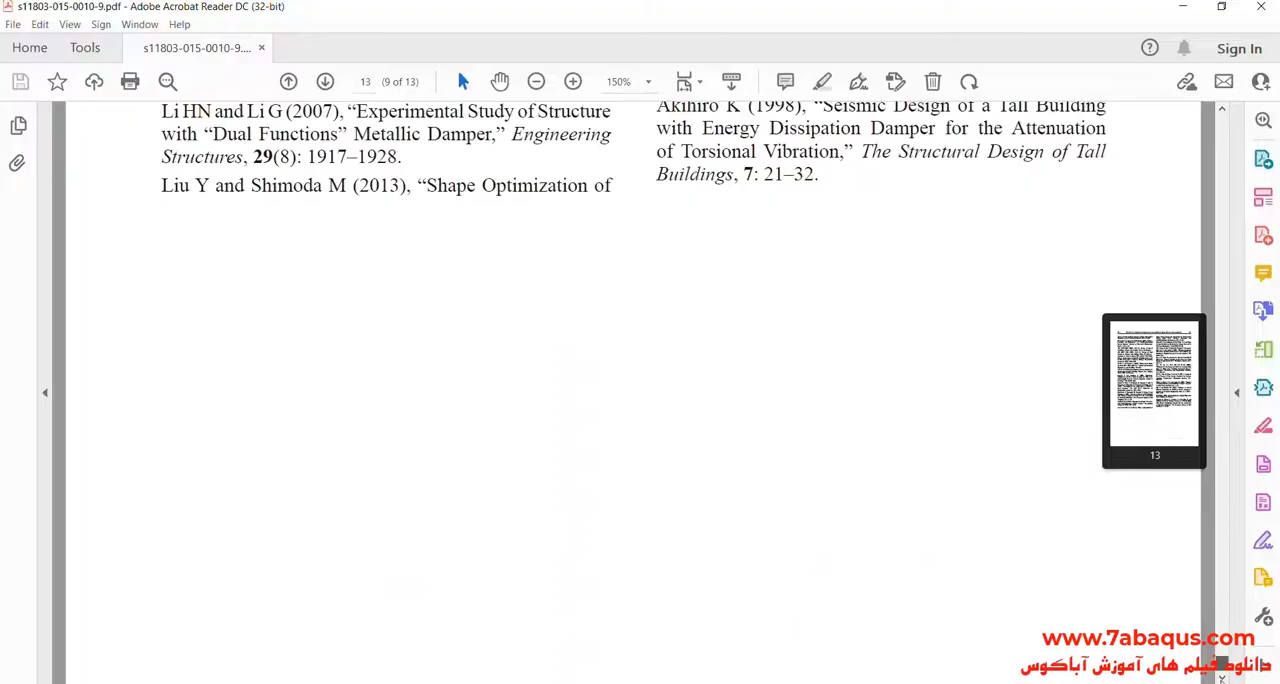 s11803-015-0010-9.pdf - Adobe Acrobat Reader DC (32-bit)
File Edit View Sign Window Help
Home Tools s11803-015-0010-9.... × Sign In
13 (9 of 13) 150%
Li HN and Li G (2007), “Experimental Study of Structure
with “Dual Functions” Metallic Damper,” Engineering
Structures, 29(8): 1917–1928.
Liu Y and Shimoda M (2013), “Shape Optimization of
Akihiro K (1998), “Seismic Design of a Tall Building
with Energy Dissipation Damper for the Attenuation
of Torsional Vibration,” The Structural Design of Tall
Buildings, 7: 21–32.
13
www.7abaqus.com
دانلود فیلم های آموزش آباکوس